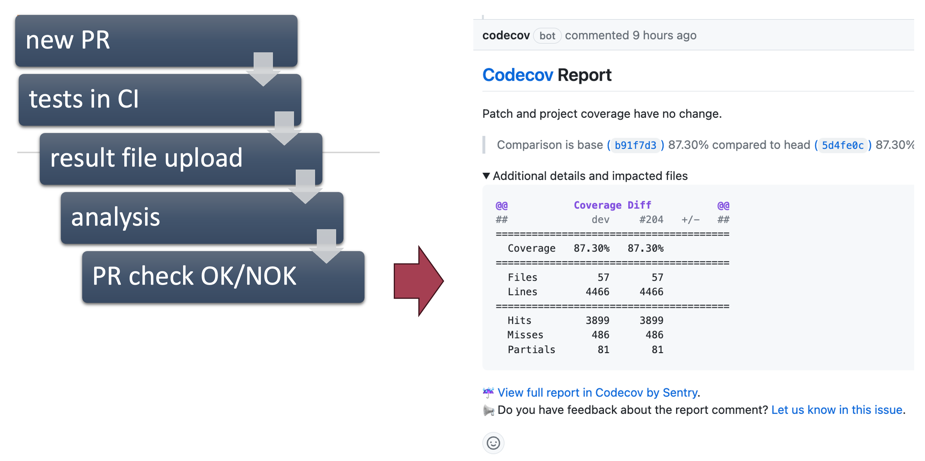 new PR
tests in CI
result file upload
analysis
PR check OK/NOK
codecov bot commented 9 hours ago
Codecov Report
Patch and project coverage have no change.
Comparison is base ( b91f7d3 ) 87.30% compared to head ( 5d4fe0c ) 87.30%
▼ Additional details and impacted files
@@ Coverage Diff @@
## dev #204 +/- ##
=======================================
Coverage 87.30% 87.30%
=======================================
Files 57 57
Lines 4466 4466
=======================================
Hits 3899 3899
Misses 486 486
Partials 81 81
View full report in Codecov by Sentry.
Do you have feedback about the report comment? Let us know in this issue.